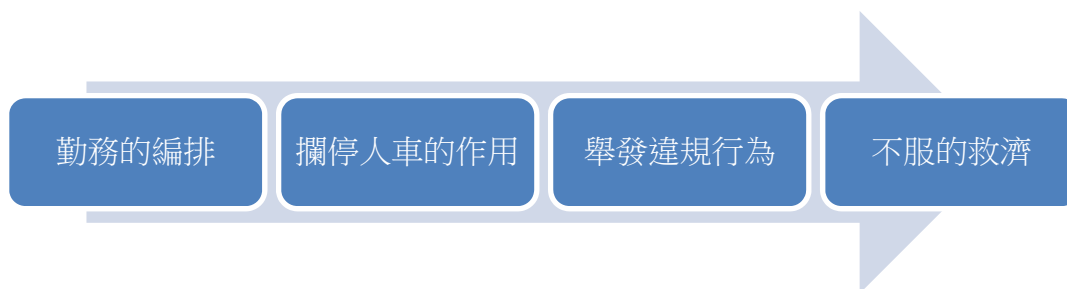 勤務的編排
攔停人車的作用
舉發違規行為
不服的救濟